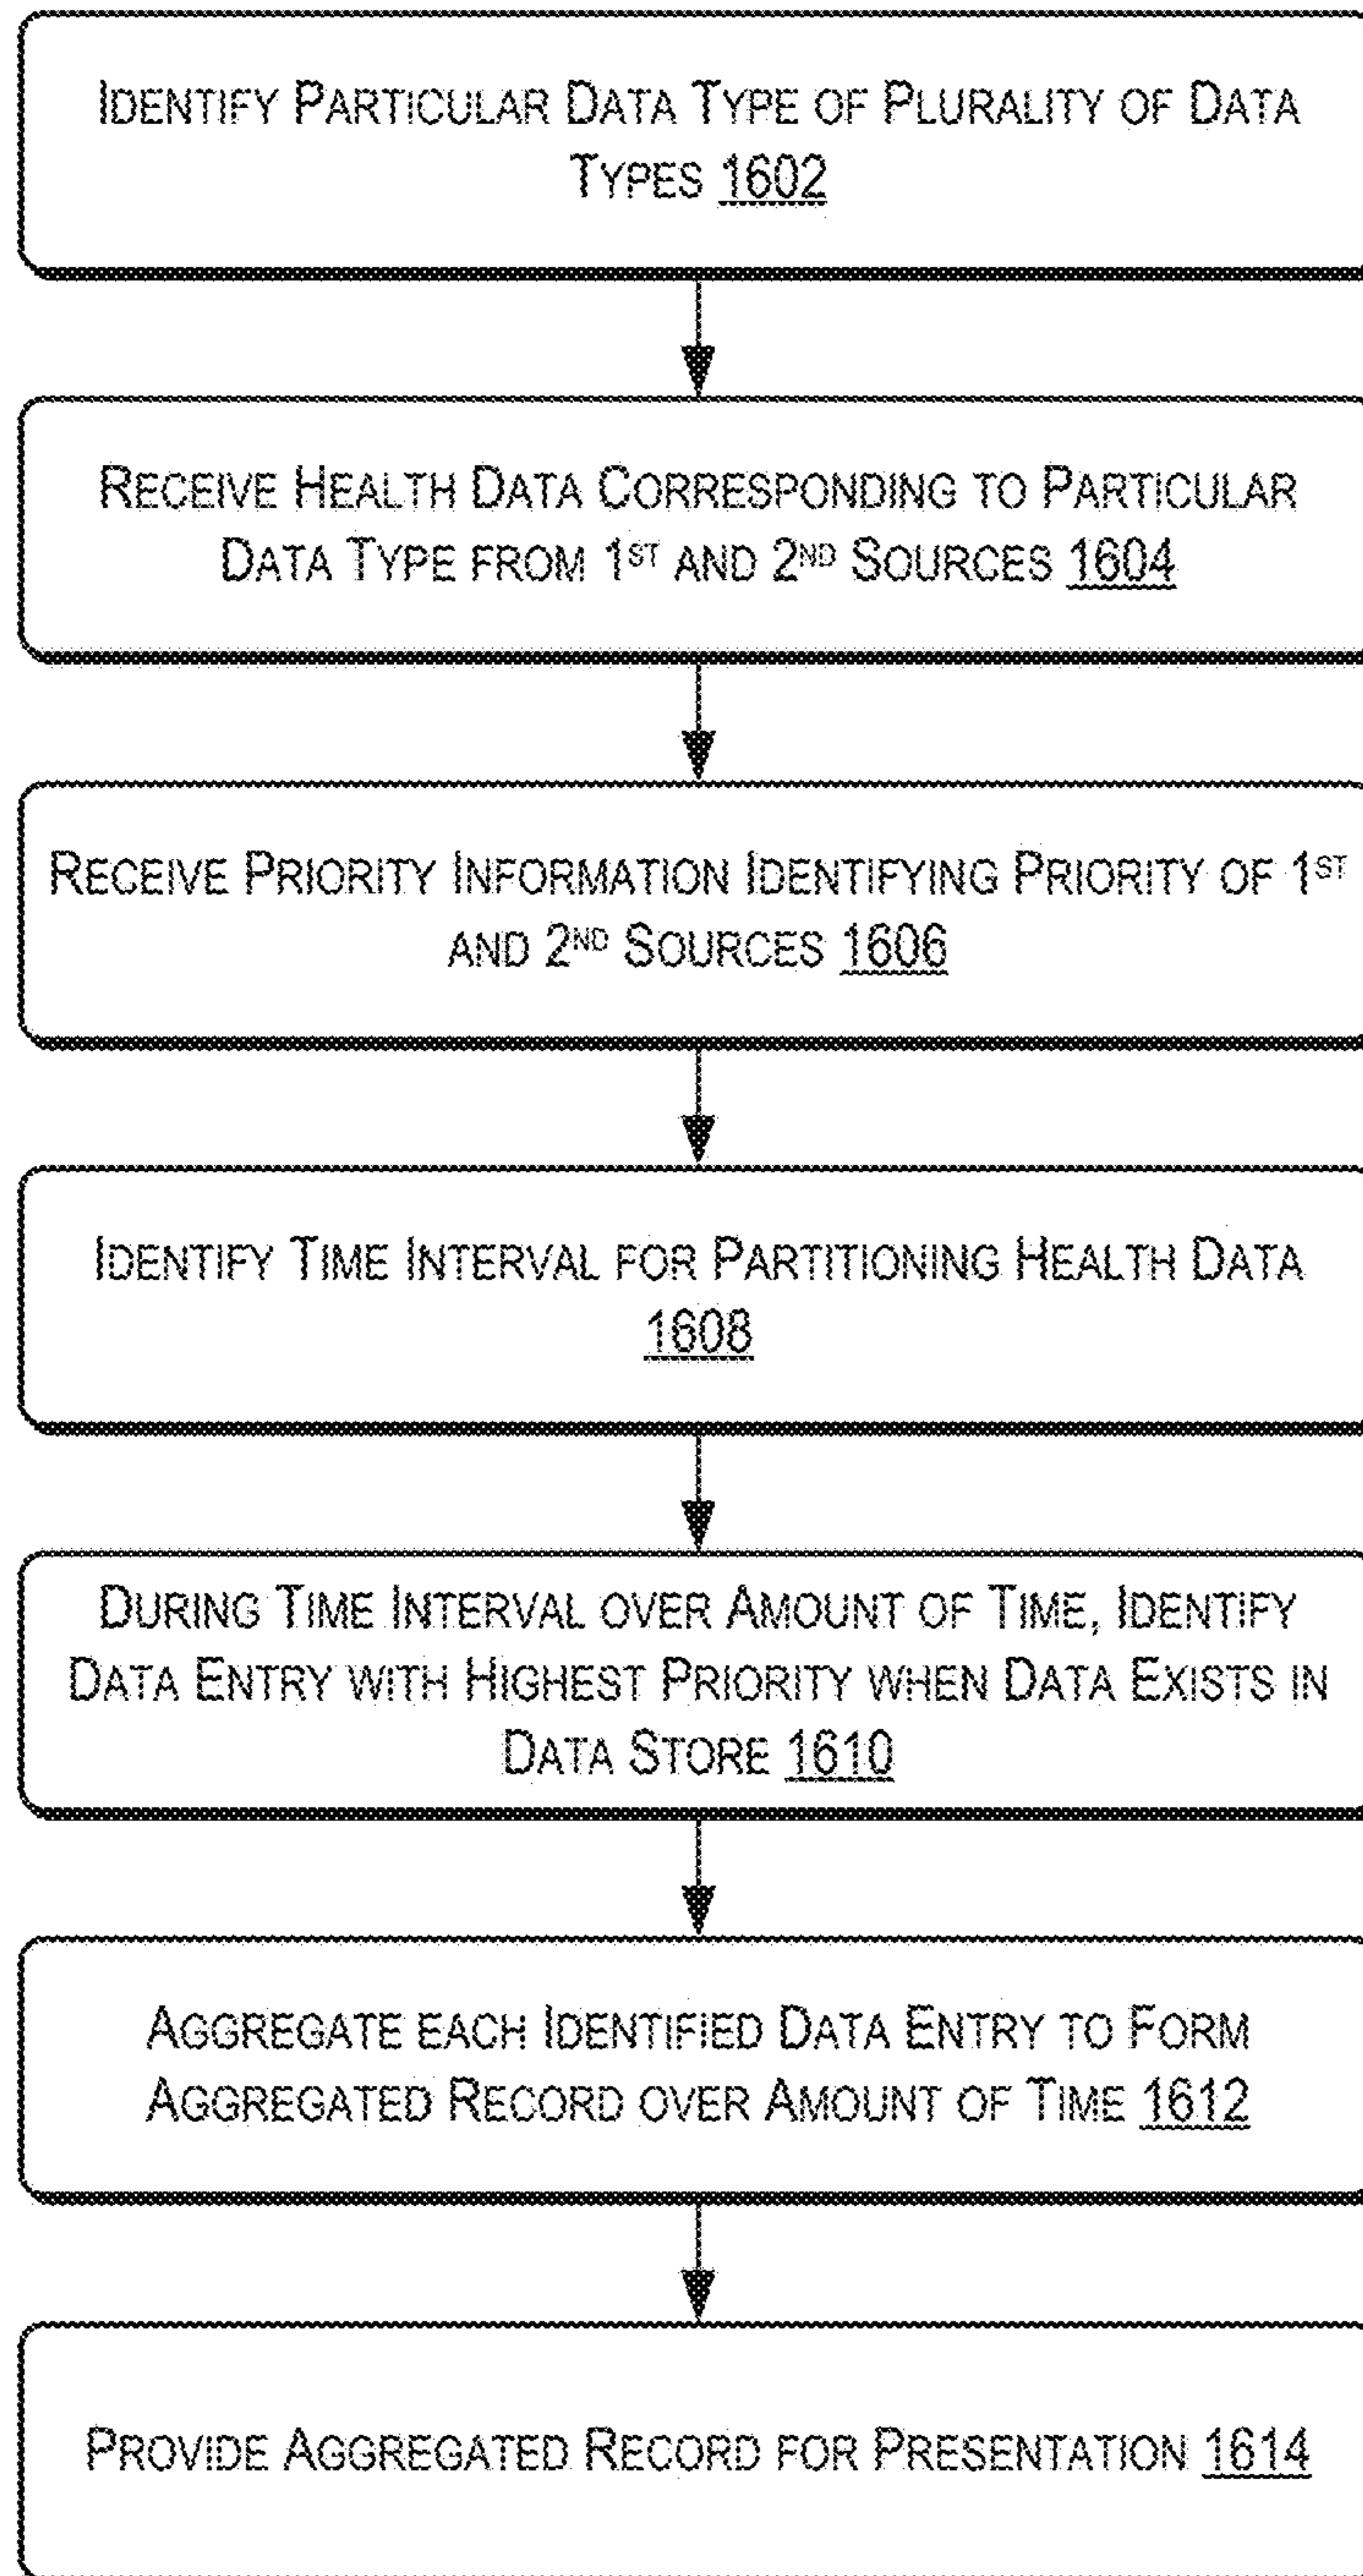 IDENTIFY PARTICULAR DATA TYPE OF PLURALITY OF DATA
TYPES 1602
RECEIVE HEALTH DATA CORRESPONDING TO PARTICULAR
DATA TYPE FROM 1ST AND 2ND SOURCES 1604
RECEIVE PRIORITY INFORMATION IDENTIFYING PRIORITY OF 1ST
AND 2ND SOURCES 1606
IDENTIFY TIME INTERVAL FOR PARTITIONING HEALTH DATA
1608
DURING TIME INTERVAL OVER AMOUNT OF TIME, IDENTIFY
DATA ENTRY WITH HIGHEST PRIORITY WHEN DATA EXISTS IN
DATA STORE 1610
AGGREGATE EACH IDENTIFIED DATA ENTRY TO FORM
AGGREGATED RECORD OVER AMOUNT OF TIME 1612
PROVIDE AGGREGATED RECORD FOR PRESENTATION 1614